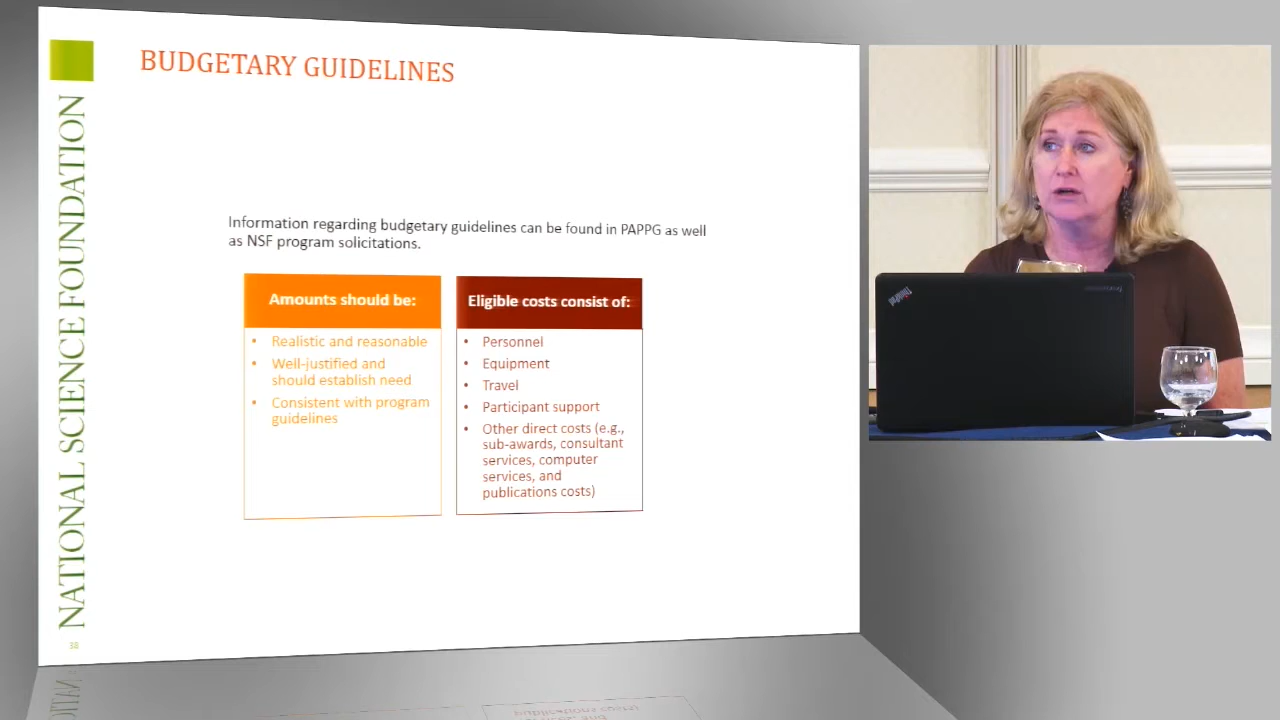 BUDGETARY GUIDELINES
NATIONAL SCIENCE FOUNDATION
Information regarding budgetary guidelines can be found in PAPPG as well
as NSF program solicitations.
Amounts should be:
• Realistic and reasonable
• Well-justified and
should establish need
• Consistent with program
guidelines
Eligible costs consist of:
• Personnel
• Equipment
• Travel
• Participant support
• Other direct costs (e.g.,
sub-awards, consultant
services, computer
services, and
publications costs)
38
ThinkPad